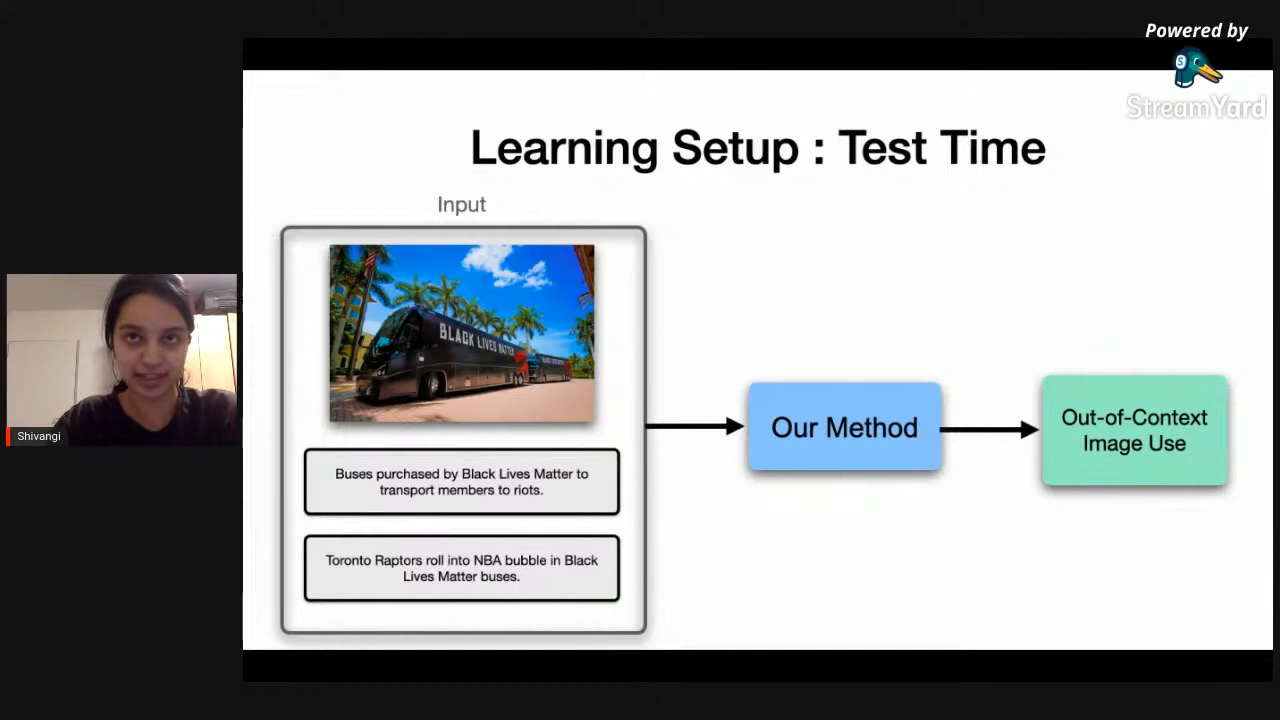 Powered by
StreamYard
Learning Setup : Test Time
Input
BLACK LIVES MATTER
Buses purchased by Black Lives Matter to
transport members to riots.
Toronto Raptors roll into NBA bubble in Black
Lives Matter buses.
Our Method
Out-of-Context
Image Use
Shivangi